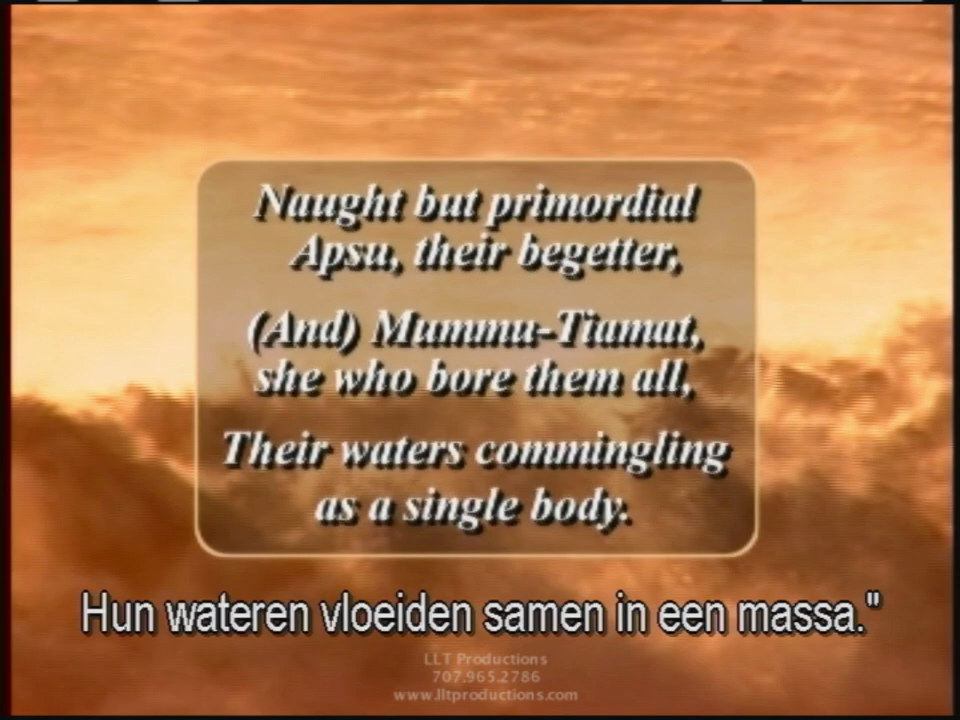 Naught but primordial
Apsu, their begetter,
(And) Mummu-Tiamat,
she who bore them all,
Their waters commingling
as a single body.
Hun wateren vloeiden samen in een massa."
LLT Productions
707.965.2786
www.lltproductions.com